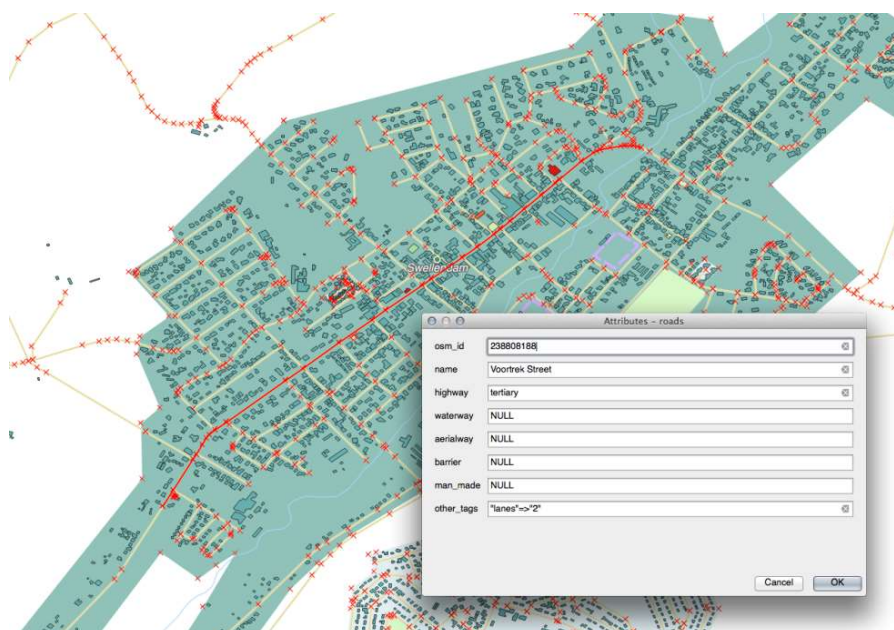 Swellendam
Attributes - roads
osm_id 238808188
name Voortrek Street
highway tertiary
waterway NULL
aerialway NULL
barrier NULL
man_made NULL
other_tags "lanes"=>"2"
Cancel OK